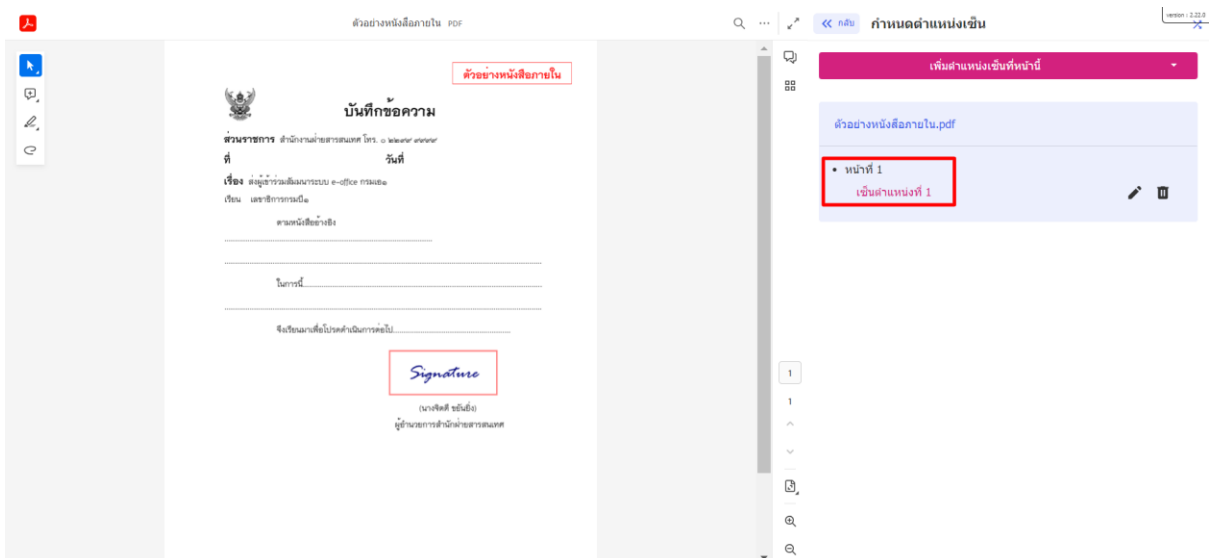 ตัวอย่างหนังสือภายใน PDF
กลับ
กำหนดตำแหน่งเซ็น
version : 2.22.0
เพิ่มตำแหน่งเซ็นที่หน้านี้
ตัวอย่างหนังสือภายใน.pdf
หน้าที่ 1
เซ็นตำแหน่งที่ 1
ตัวอย่างหนังสือภายใน
บันทึกข้อความ
ส่วนราชการ สำนักงานฝ่ายสารสนเทศ โทร. ๐
ที่ วันที่
เรื่อง ส่งผู้เข้าร่วมสัมมนาระบบ e-office กรมเธ๑
เรียน เลขาธิการกรมบี๑
ตามหนังสืออ้างอิง
ในการนี้
จึงเรียนมาเพื่อโปรดดำเนินการต่อไป
Signature
(นางจิตดี ขยันยิ่ง)
ผู้อำนวยการสำนักฝ่ายสารสนเทศ
1
1